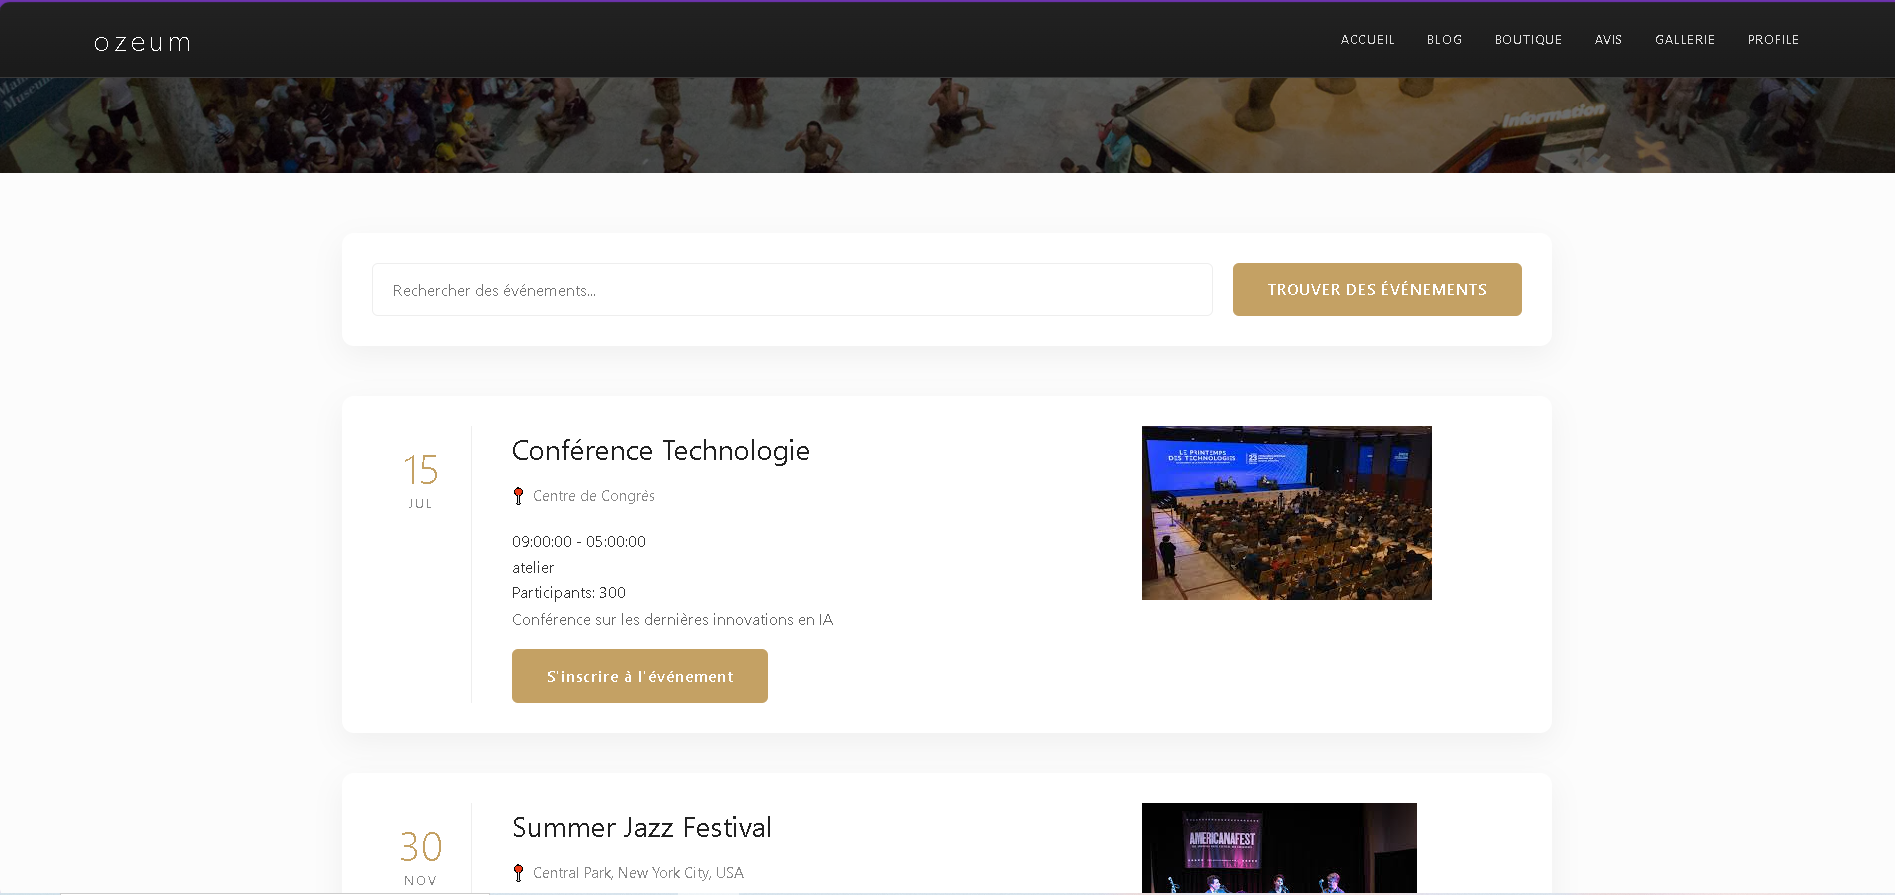 ozeum
ACCUEIL BLOG BOUTIQUE AVIS GALLERIE PROFILE
Information
Rechercher des événements...
TROUVER DES ÉVÉNEMENTS
15
JUL
Conférence Technologie
Centre de Congrès
09:00:00 - 05:00:00
atelier
Participants: 300
Conférence sur les dernières innovations en IA
S'inscrire à l'événement
LE PRINTEMPS
DES TECHNOLOGIES
30
NOV
Summer Jazz Festival
Central Park, New York City, USA
AMERICANAFEST